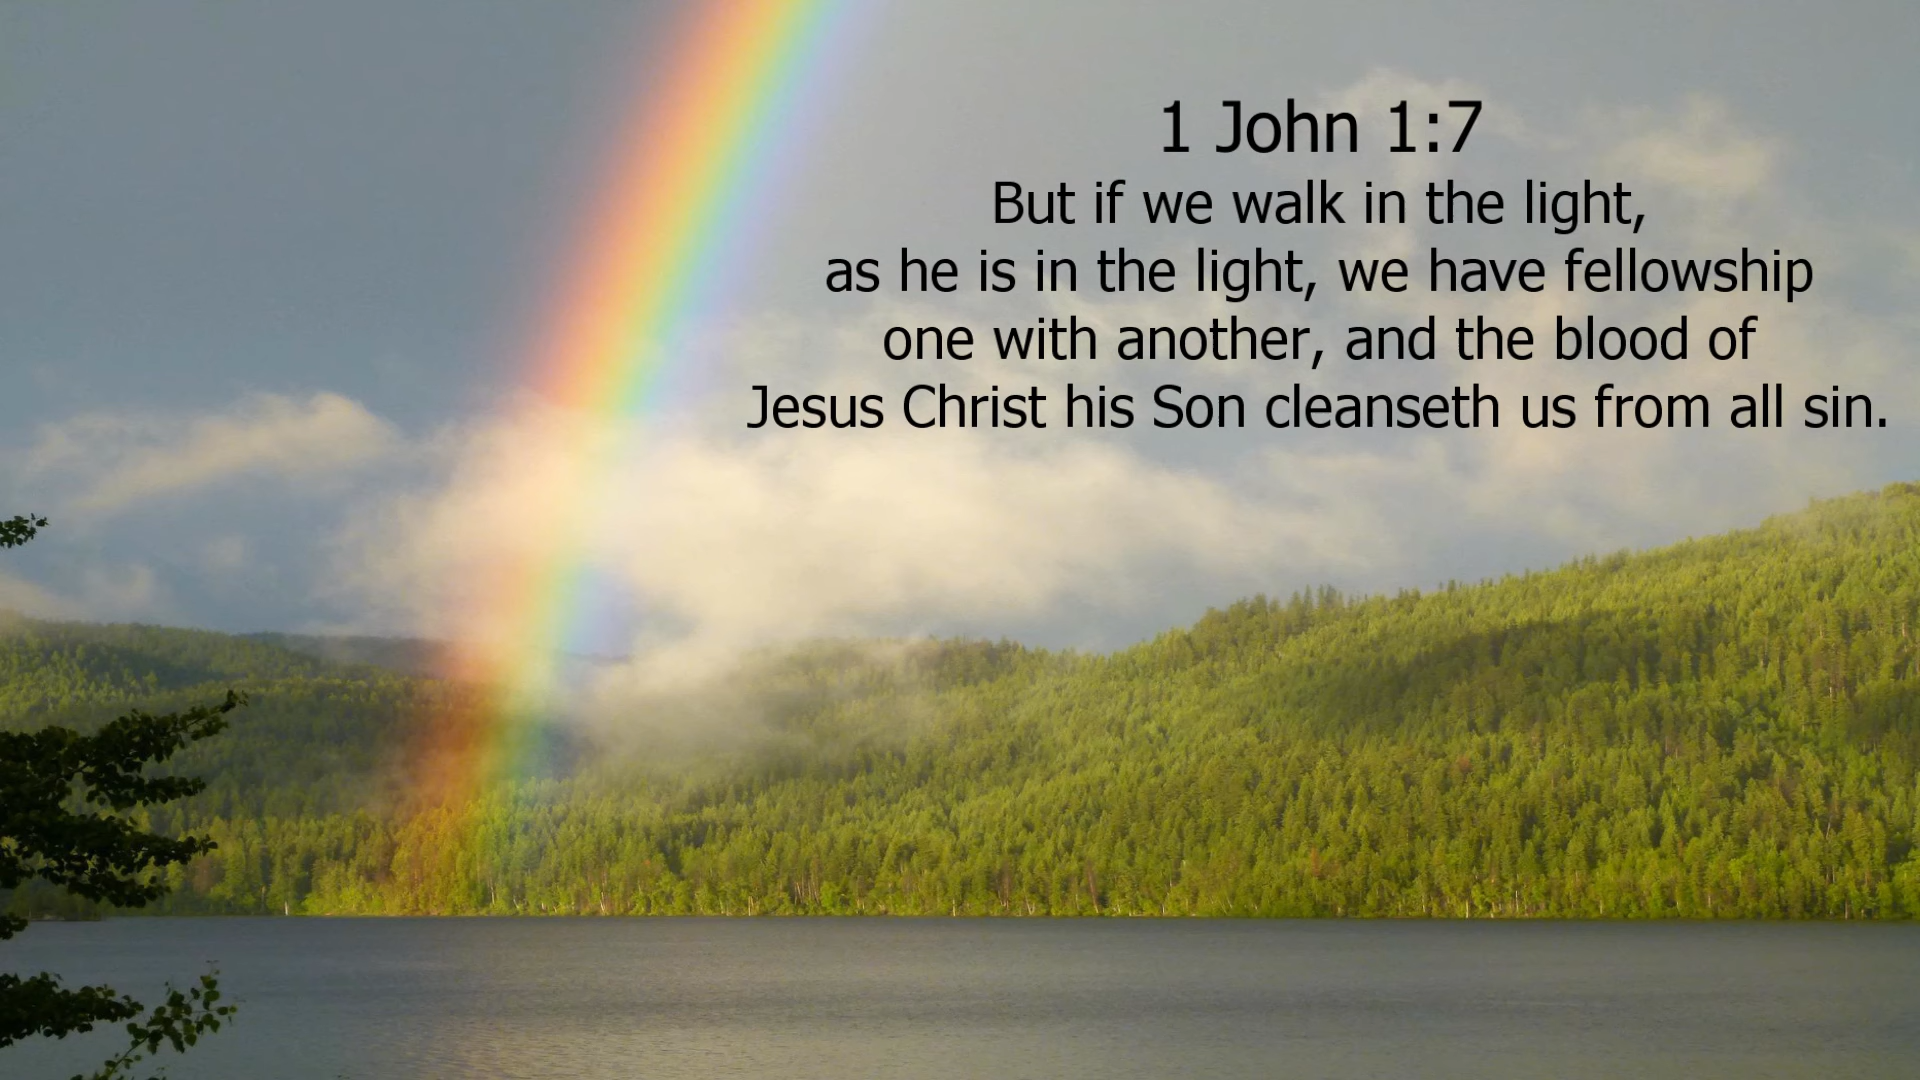 1 John 1:7
But if we walk in the light,
as he is in the light, we have fellowship
one with another, and the blood of
Jesus Christ his Son cleanseth us from all sin.